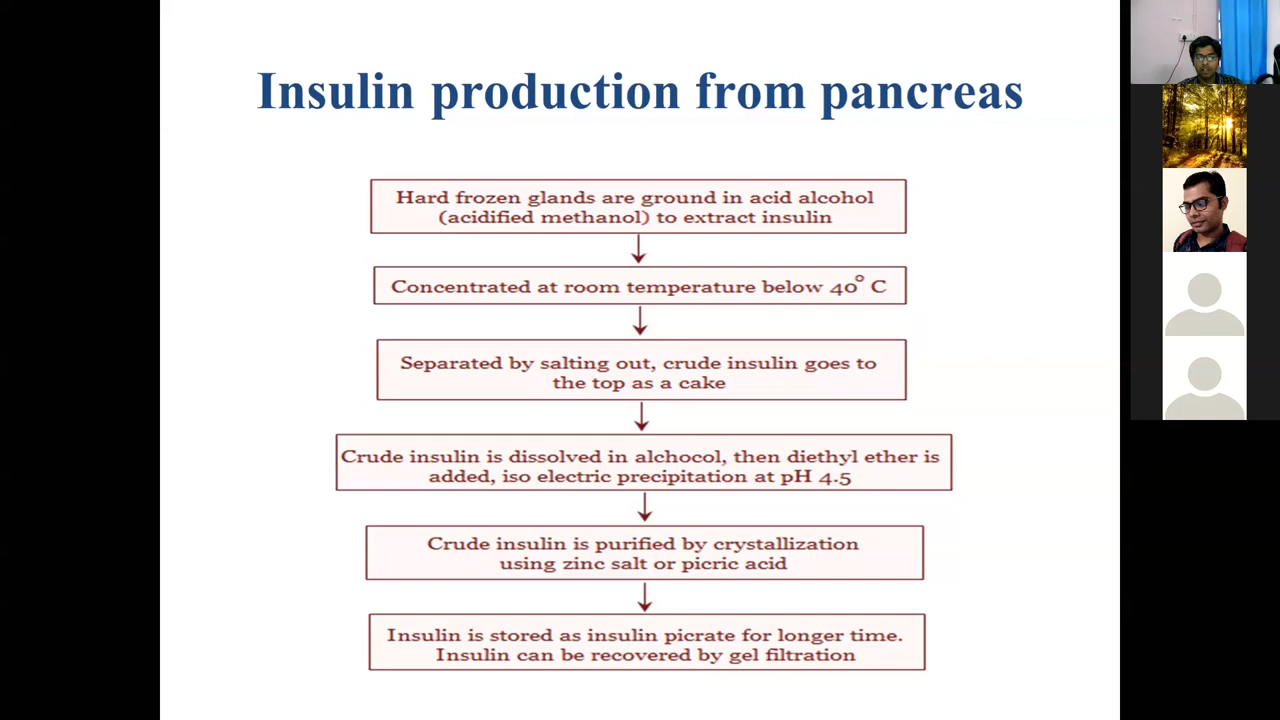 Insulin production from pancreas
Hard frozen glands are ground in acid alcohol
(acidified methanol) to extract insulin
Concentrated at room temperature below 40° C
Separated by salting out, crude insulin goes to
the top as a cake
Crude insulin is dissolved in alchocol, then diethyl ether is
added, iso electric precipitation at pH 4.5
Crude insulin is purified by crystallization
using zinc salt or picric acid
Insulin is stored as insulin picrate for longer time.
Insulin can be recovered by gel filtration